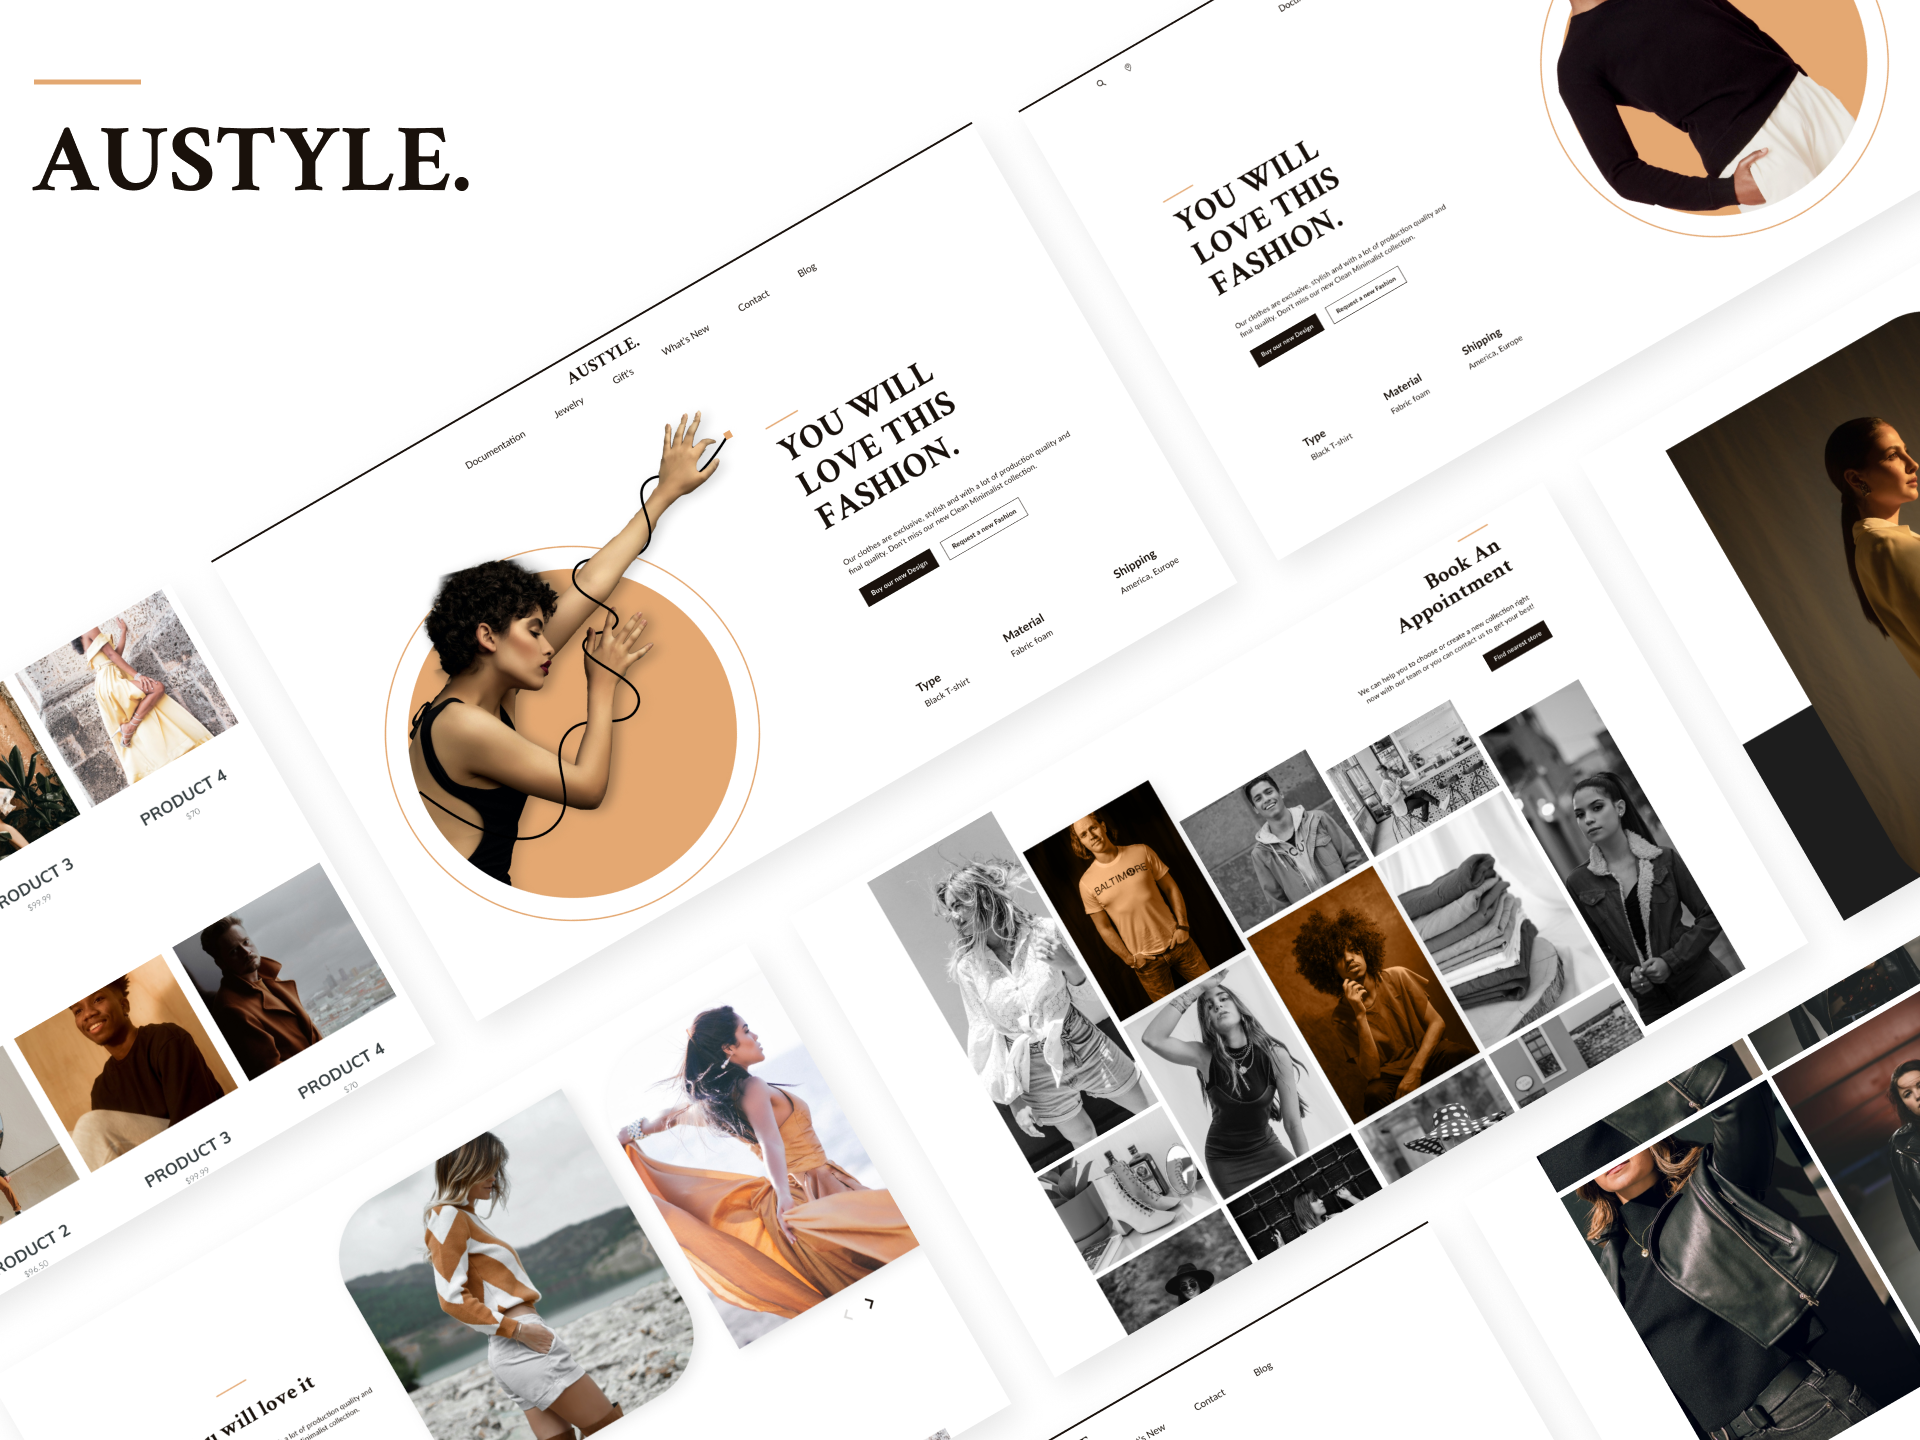 AUSTYLE.
Docu
YOU WILL
LOVE THIS
FASHION.
Our clothes are exclusive, stylish and with a lot of production quality and
final quality. Don't miss our new Clean Minimalist collection.
Buy our new Design
Request a new Fashion
Type
Black T-shirt
Material
Fabric foam
Shipping
America, Europe
AUSTYLE.
Documentation
Jewelry
Gift's
What's New
Contact
Blog
YOU WILL
LOVE THIS
FASHION.
Our clothes are exclusive, stylish and with a lot of production quality and
final quality. Don't miss our new Clean Minimalist collection.
Buy our new Design
Request a new Fashion
Type
Black T-shirt
Material
Fabric foam
Shipping
America, Europe
Book An
Appointment
We can help you to choose or create a new collection right
now with our team or you can contact us to get your best!
Find nearest store
BALTIMORE
PRODUCT 4
$70
RODUCT 3
$99.99
PRODUCT 4
$70
PRODUCT 3
$99.99
RODUCT 2
$96.50
u will love it
a lot of production quality and
inimalist collection.
's New
Contact
Blog